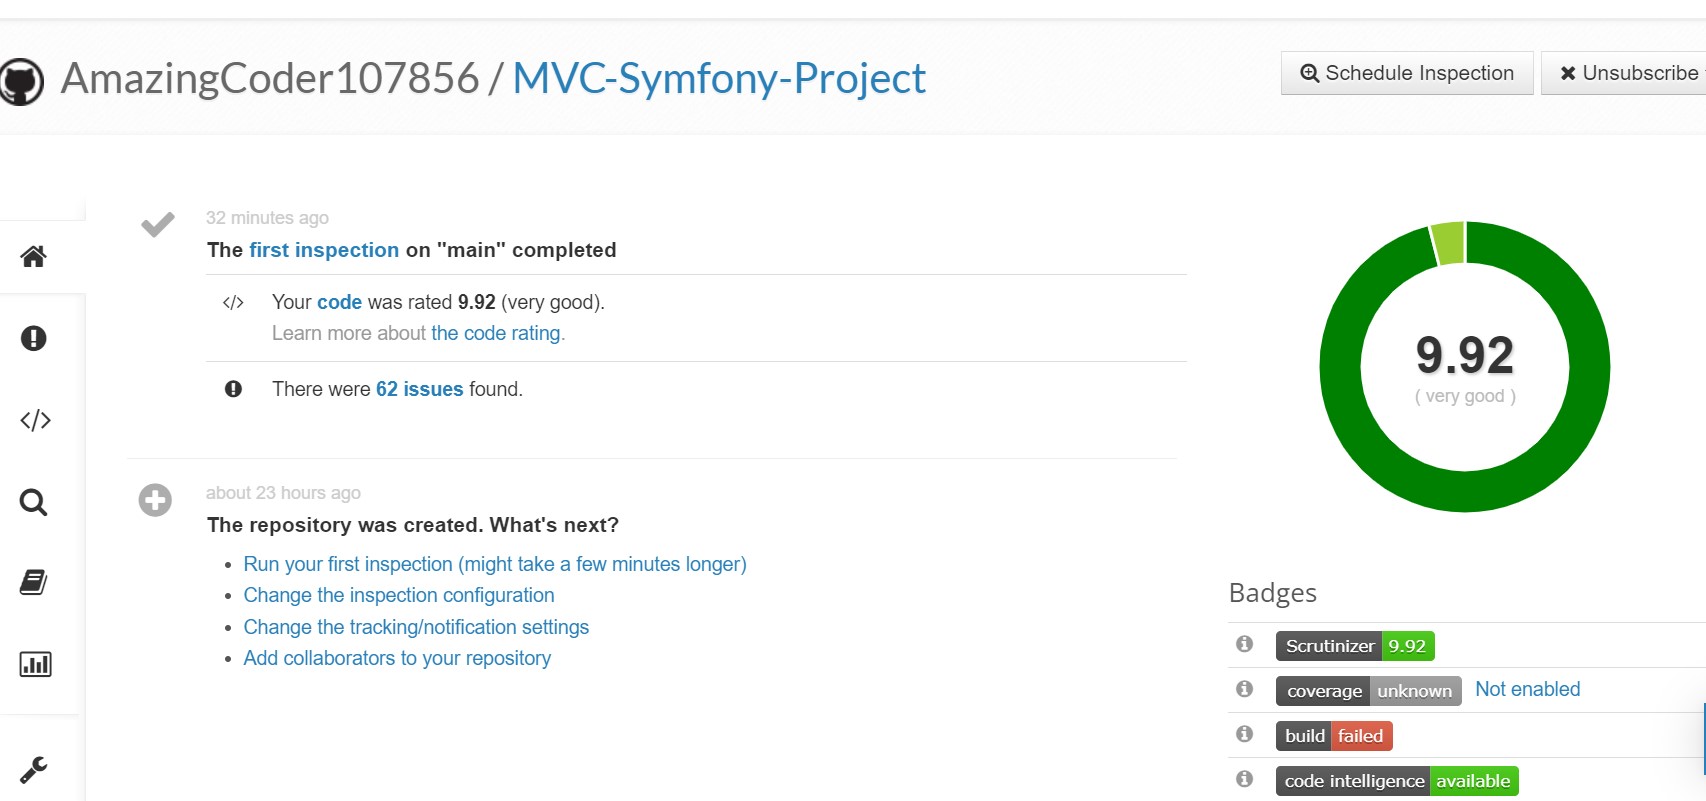 AmazingCoder107856 / MVC-Symfony-Project
Schedule Inspection
Unsubscribe
32 minutes ago
The first inspection on "main" completed
</> Your code was rated 9.92 (very good).
Learn more about the code rating.
There were 62 issues found.
about 23 hours ago
The repository was created. What's next?
• Run your first inspection (might take a few minutes longer)
• Change the inspection configuration
• Change the tracking/notification settings
• Add collaborators to your repository
9.92
( very good )
Badges
Scrutinizer 9.92
coverage unknown Not enabled
build failed
code intelligence available